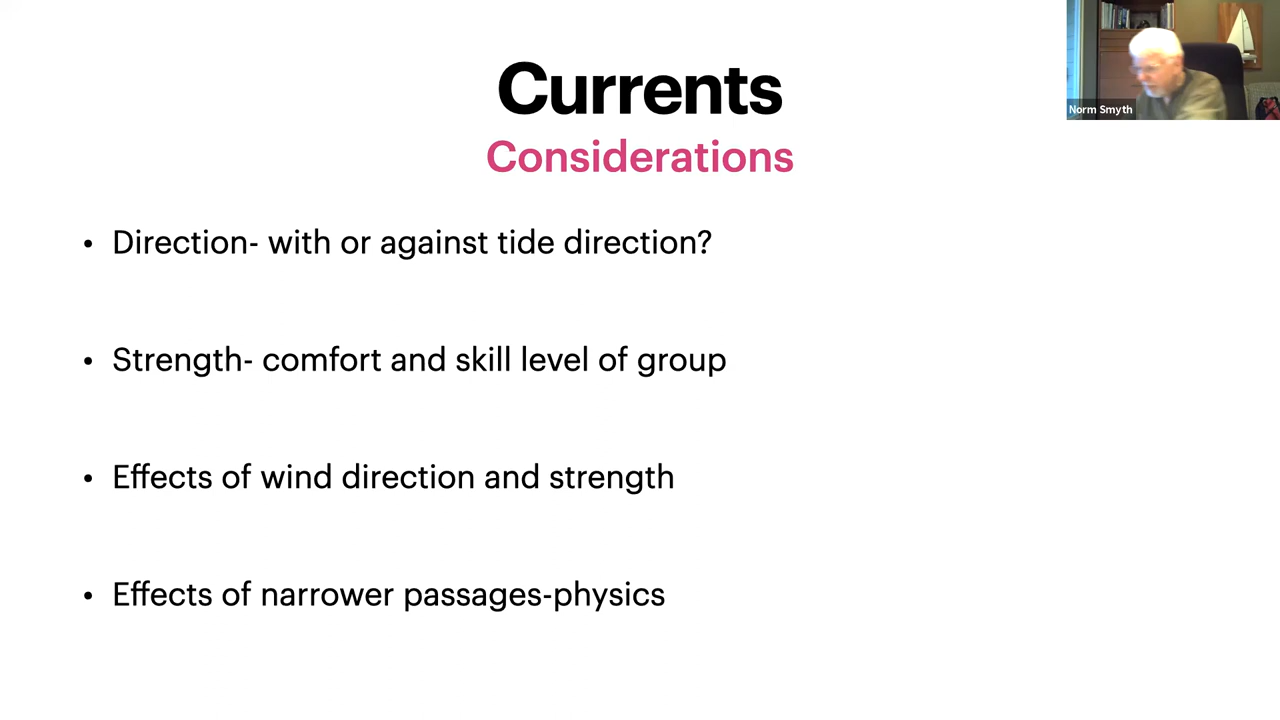 Currents
Considerations
Norm Smyth
• Direction- with or against tide direction?
• Strength- comfort and skill level of group
• Effects of wind direction and strength
• Effects of narrower passages-physics